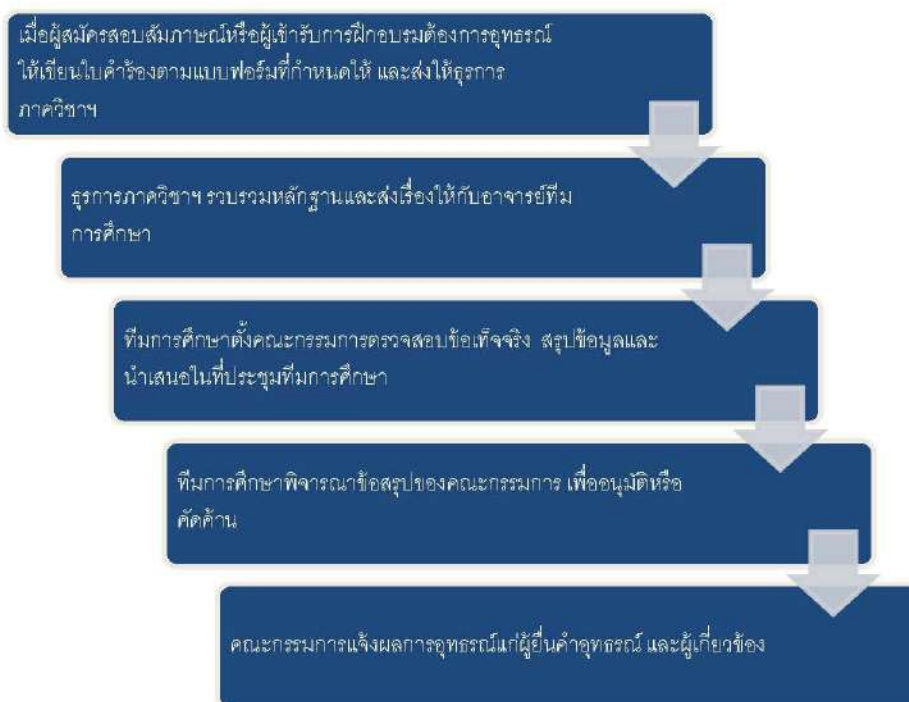 เมื่อผู้สมัครสอบสัมภาษณ์หรือผู้เข้ารับการฝึกอบรมต้องการอุทธรณ์
ให้เขียนใบคำร้องตามแบบฟอร์มที่กำหนดให้ และส่งให้ธุรการ
ภาควิชาฯ
ธุรการภาควิชาฯ รวบรวมหลักฐานและส่งเรื่องให้กับอาจารย์ทีม
การศึกษา
ทีมการศึกษาตั้งคณะกรรมการตรวจสอบข้อเท็จจริง สรุปข้อมูลและ
นำเสนอในที่ประชุมทีมการศึกษา
ทีมการศึกษาพิจารณาข้อสรุปของคณะกรรมการ เพื่ออนุมัติหรือ
คัดค้าน
คณะกรรมการแจ้งผลการอุทธรณ์แก่ผู้ยื่นคำอุทธรณ์ และผู้เกี่ยวข้อง